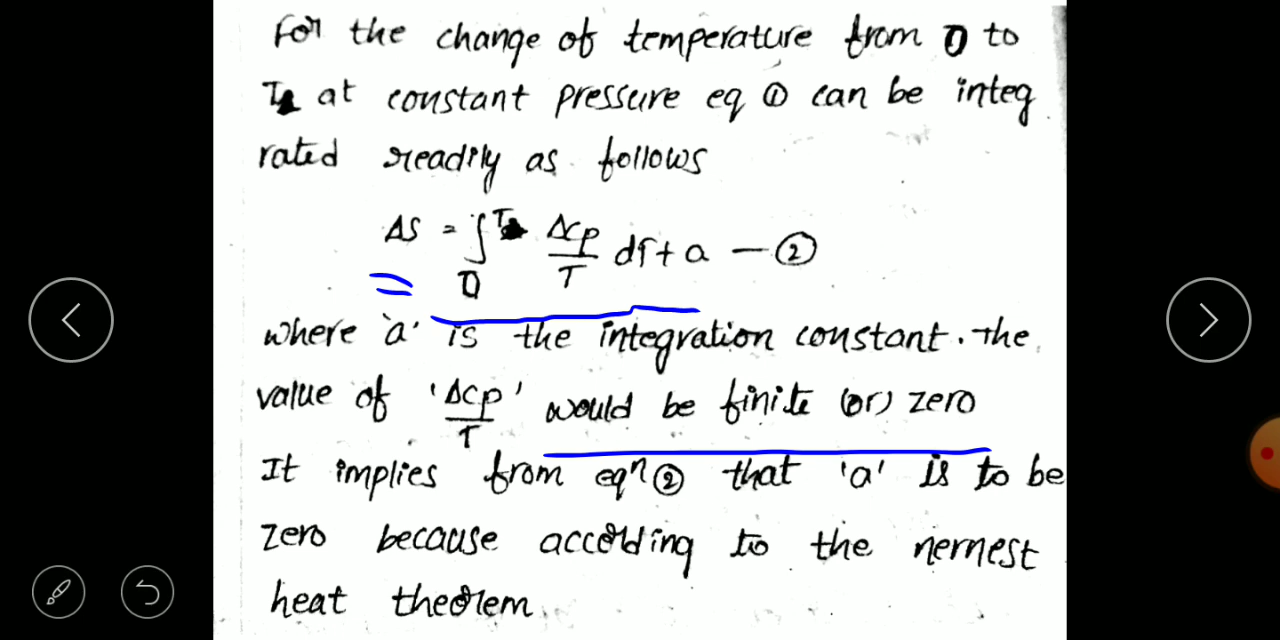 For the change of temperature from 0 to
T at constant pressure eq ① can be integ
rated readily as follows
ΔS = ∫₀ᵀ ΔCp/T dT + a — ②
where 'a' is the integration constant. The
value of 'ΔCp/T' would be finite (or) zero
It implies from eqⁿ ② that 'a' is to be
zero because according to the nernest
heat theorem.